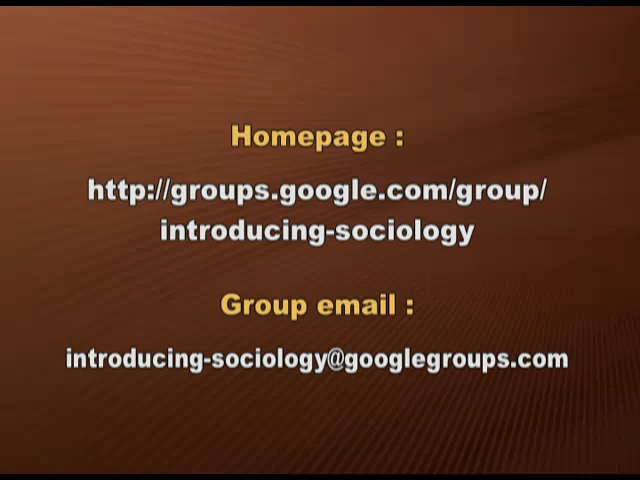 Homepage :
http://groups.google.com/group/
introducing-sociology
Group email :
introducing-sociology@googlegroups.com